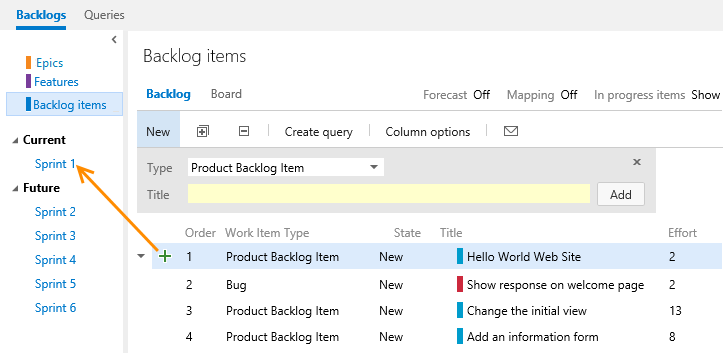 Backlogs Queries
Epics
Features
Backlog items
Current
Sprint 1
Future
Sprint 2
Sprint 3
Sprint 4
Sprint 5
Sprint 6
Backlog items
Backlog Board Forecast Off Mapping Off In progress items Show
New Create query Column options
Type Product Backlog Item
Title Add
Order Work Item Type State Title Effort
1 Product Backlog Item New Hello World Web Site 2
2 Bug New Show response on welcome page 2
3 Product Backlog Item New Change the initial view 13
4 Product Backlog Item New Add an information form 8